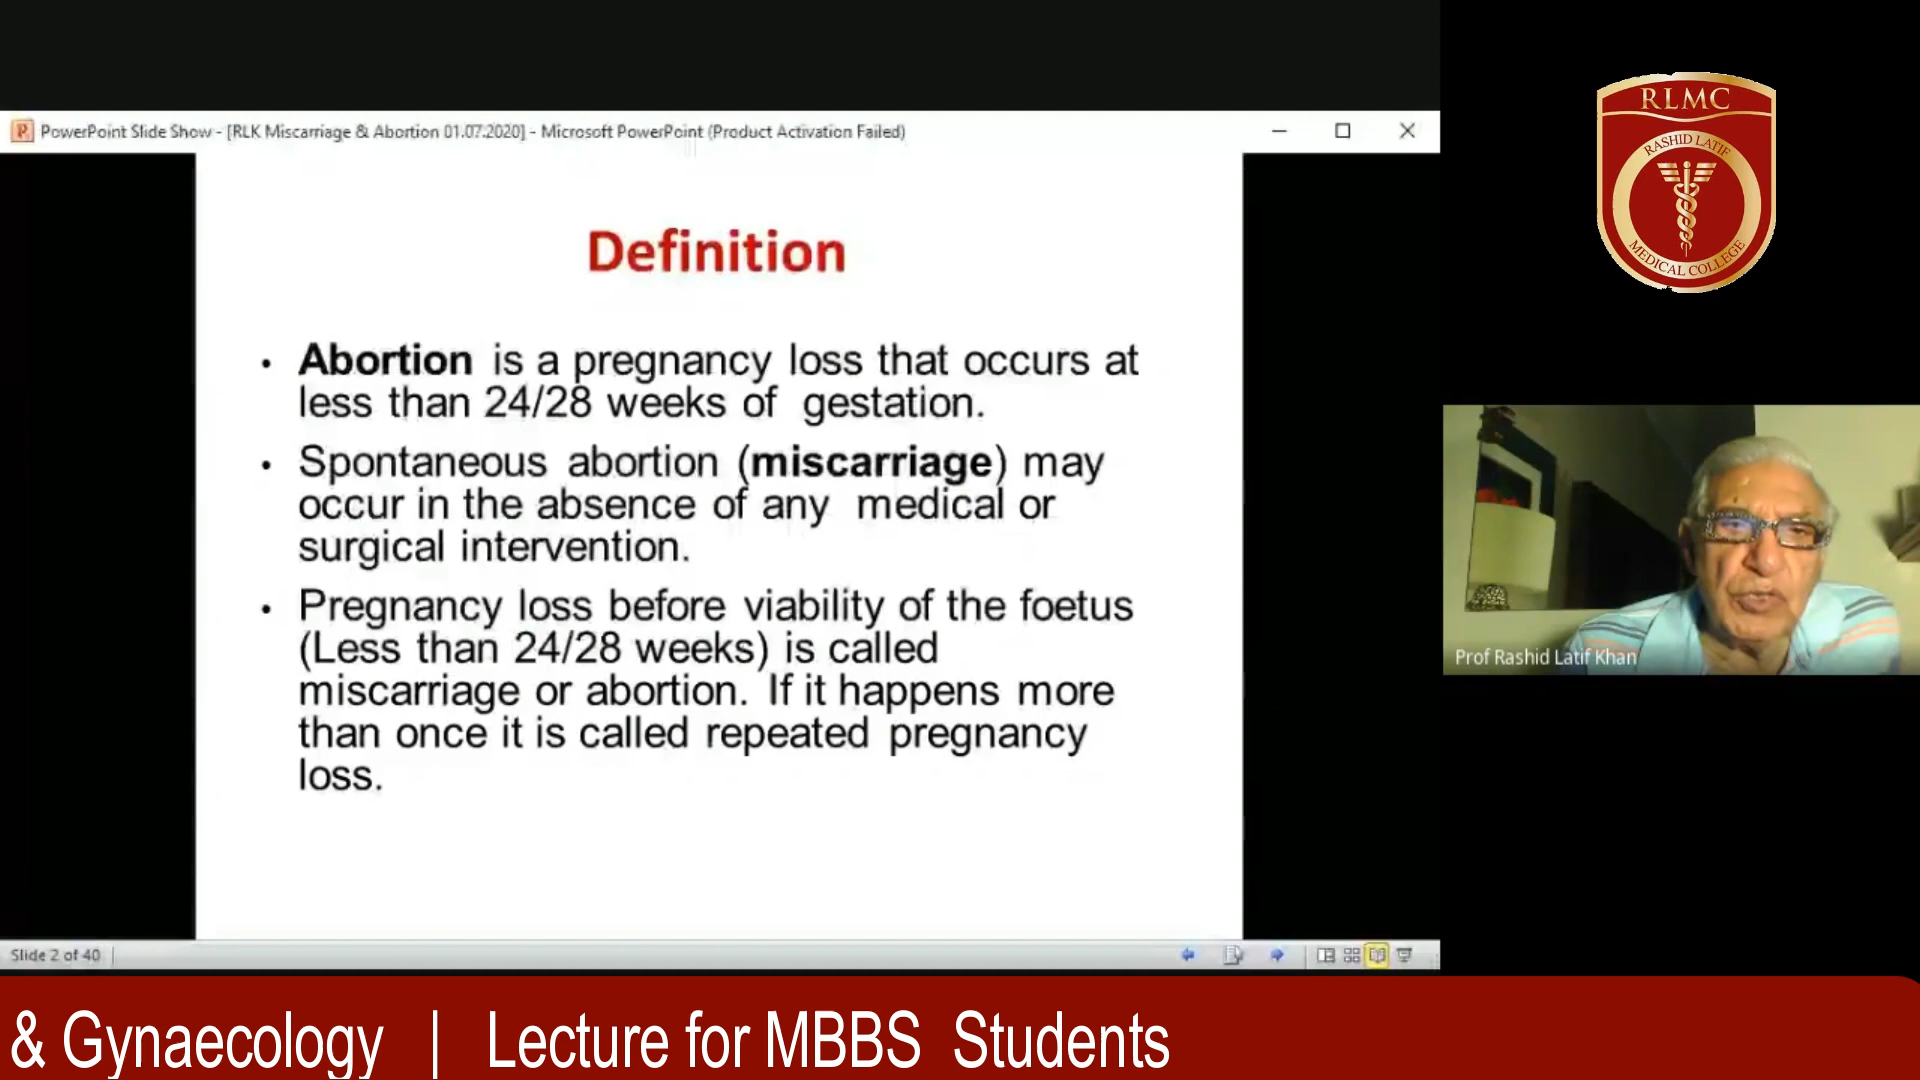 RLMC
RASHID LATIF
MEDICAL COLLEGE
PowerPoint Slide Show - [RLK Miscarriage & Abortion 01.07.2020] - Microsoft PowerPoint (Product Activation Failed)
Definition
• Abortion is a pregnancy loss that occurs at
less than 24/28 weeks of gestation.
• Spontaneous abortion (miscarriage) may
occur in the absence of any medical or
surgical intervention.
• Pregnancy loss before viability of the foetus
(Less than 24/28 weeks) is called
miscarriage or abortion. If it happens more
than once it is called repeated pregnancy
loss.
Prof Rashid Latif Khan
Slide 2 of 40
& Gynaecology | Lecture for MBBS Students